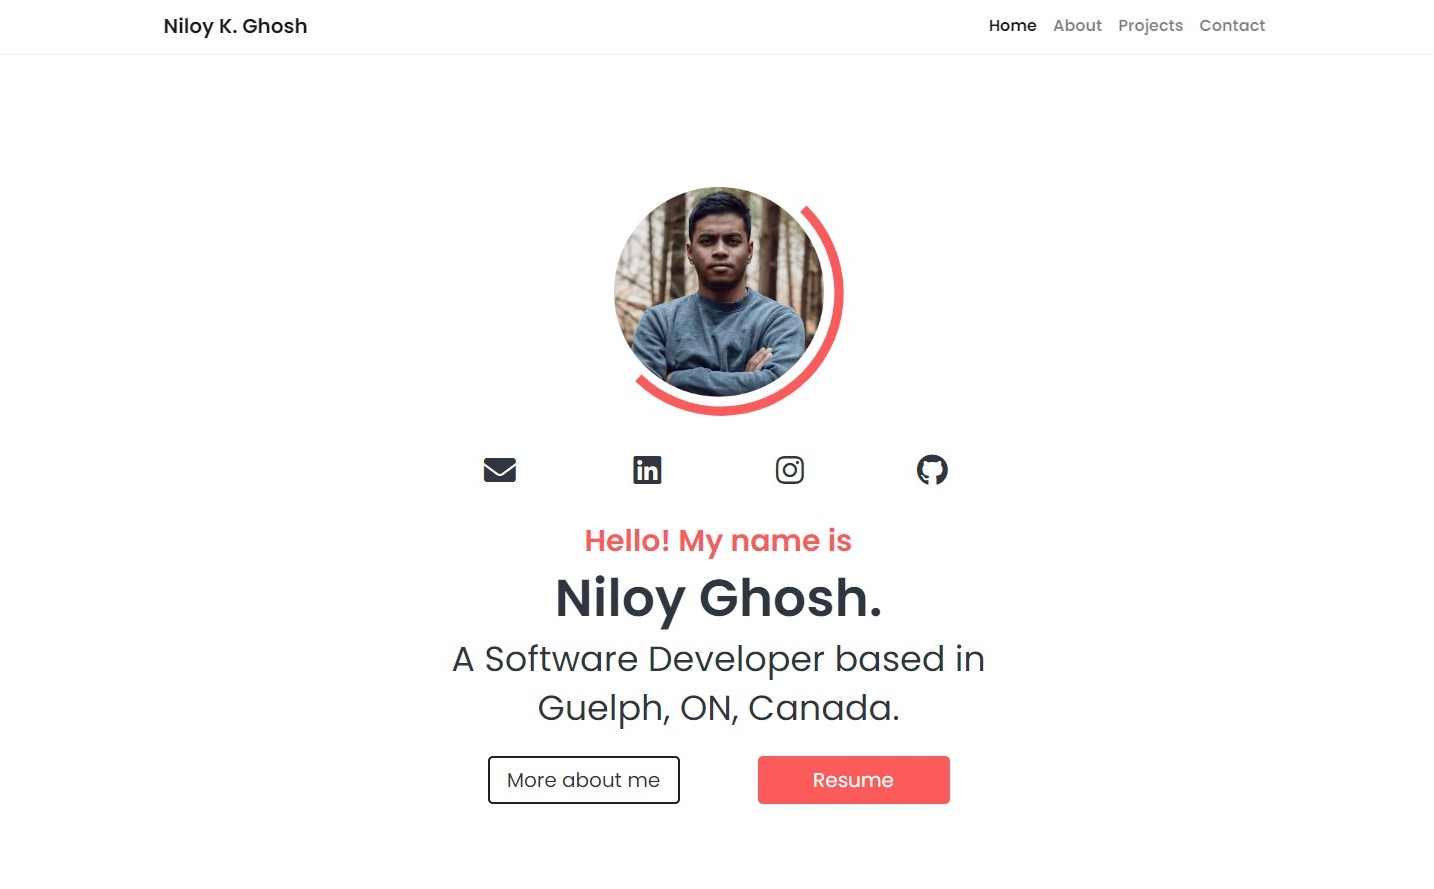 Niloy K. Ghosh
Home About Projects Contact
Hello! My name is
Niloy Ghosh.
A Software Developer based in
Guelph, ON, Canada.
More about me
Resume